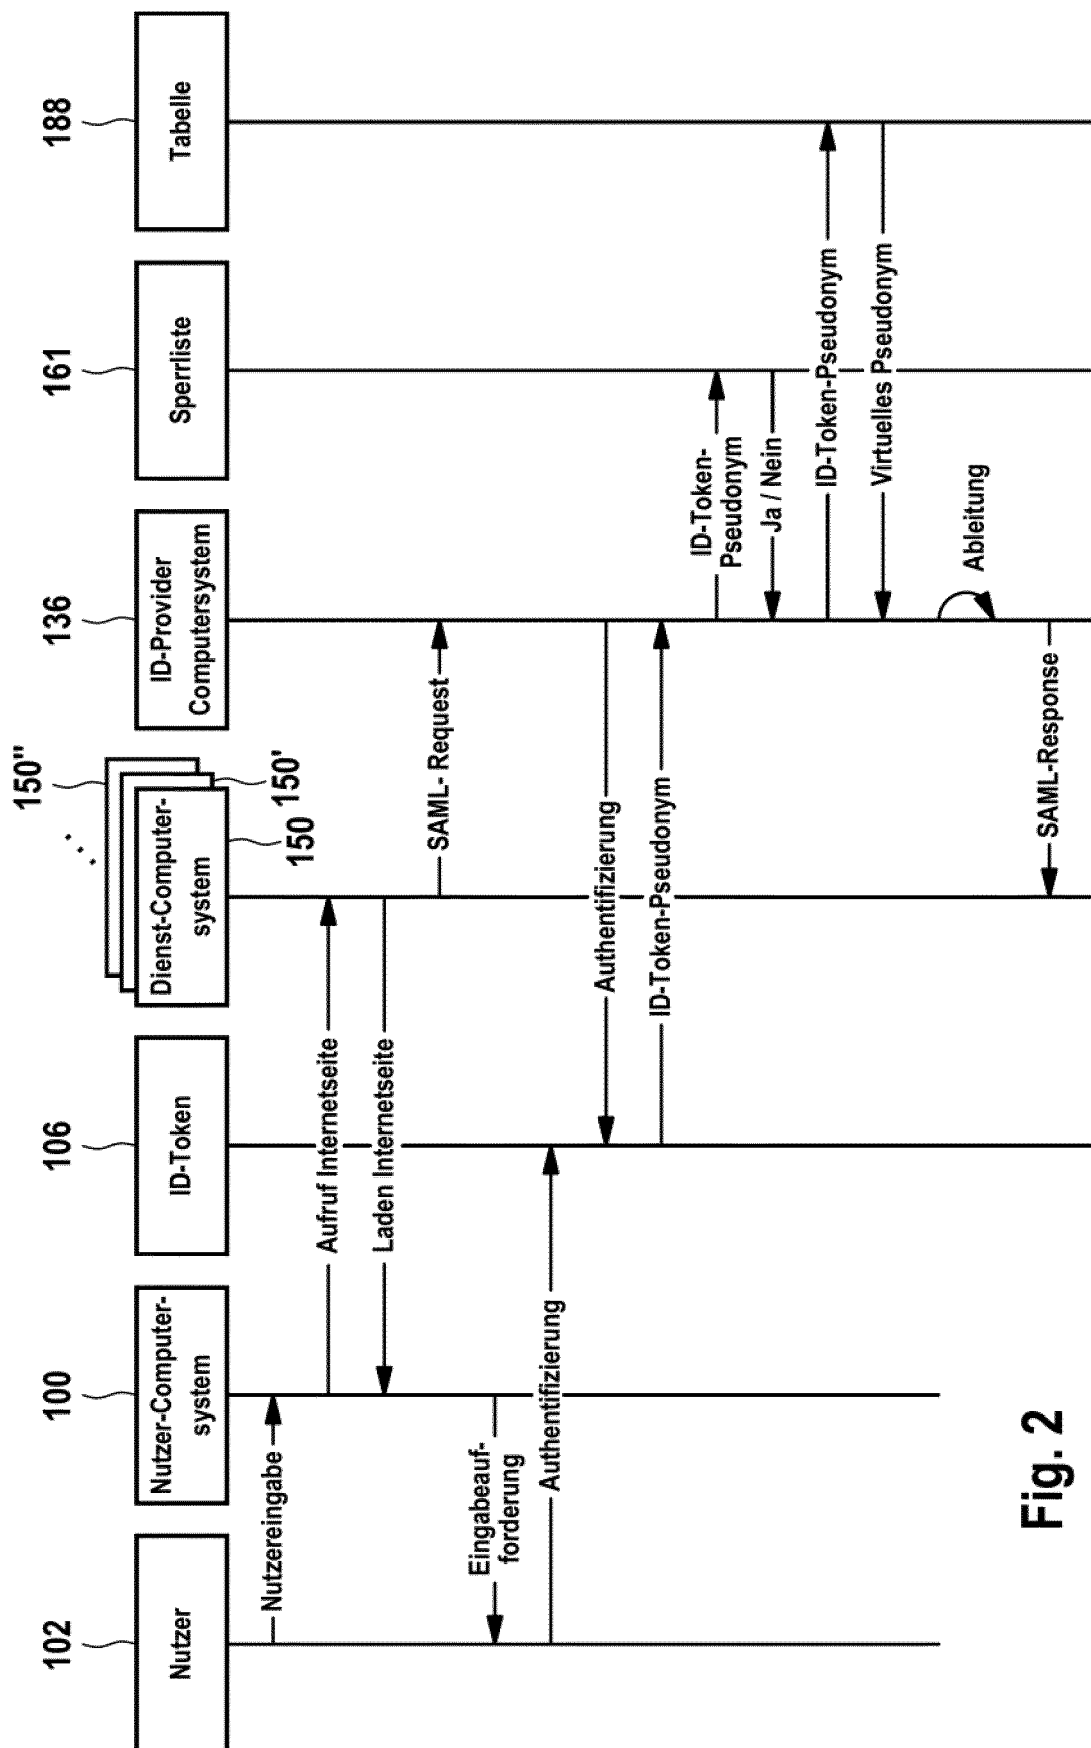 102
100
106
150"
150'
150
136
161
188
Nutzer
Nutzer-Computer-
system
ID-Token
Dienst-Computer-
system
...
ID-Provider
Computersystem
Sperrliste
Tabelle
Nutzereingabe
Aufruf Internetseite
Laden Internetseite
SAML- Request
Eingabeauf-
forderung
Authentifizierung
Authentifizierung
ID-Token-Pseudonym
ID-Token-
Pseudonym
Ja / Nein
ID-Token-Pseudonym
Virtuelles Pseudonym
Ableitung
SAML-Response
Fig. 2